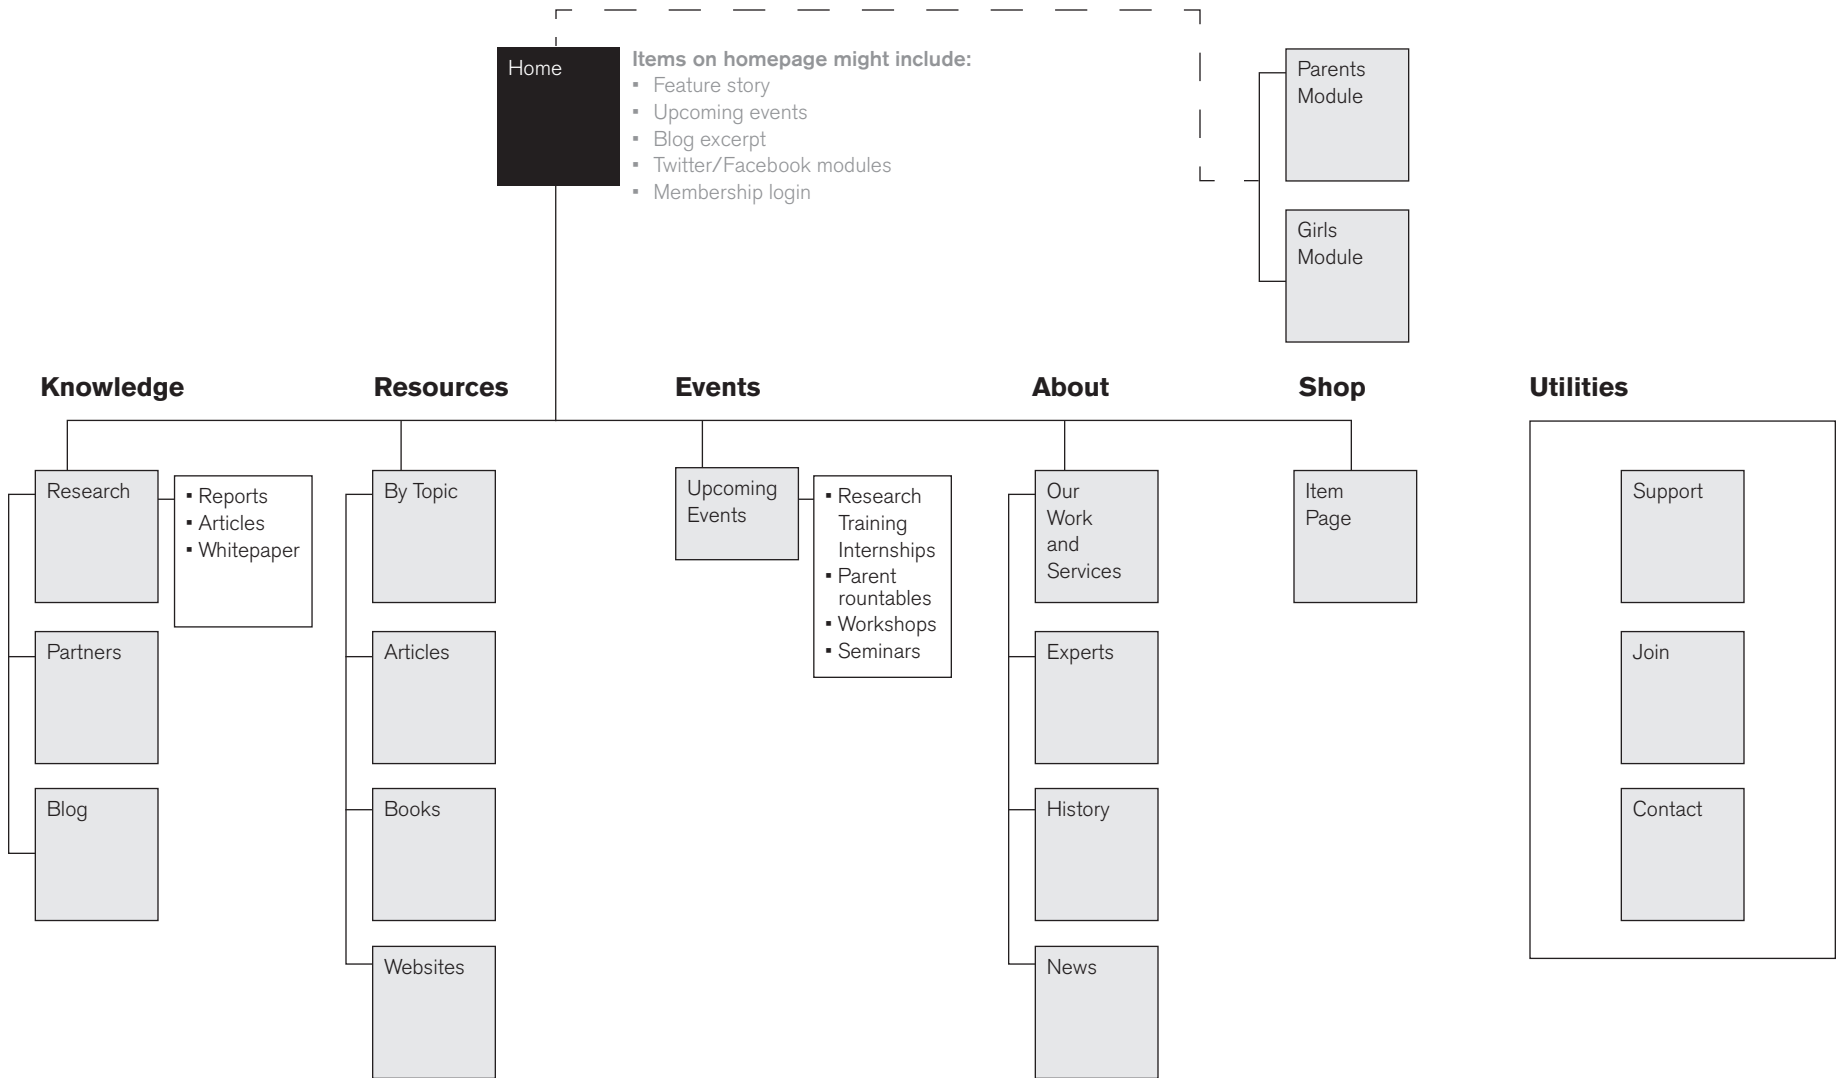 Home
Items on homepage might include:
▪ Feature story
▪ Upcoming events
▪ Blog excerpt
▪ Twitter/Facebook modules
▪ Membership login
Parents
Module
Girls
Module
Knowledge
Research
▪ Reports
▪ Articles
▪ Whitepaper
Partners
Blog
Resources
By Topic
Articles
Books
Websites
Events
Upcoming
Events
▪ Research
Training
Internships
▪ Parent
rountables
▪ Workshops
▪ Seminars
About
Our
Work
and
Services
Experts
History
News
Shop
Item
Page
Utilities
Support
Join
Contact